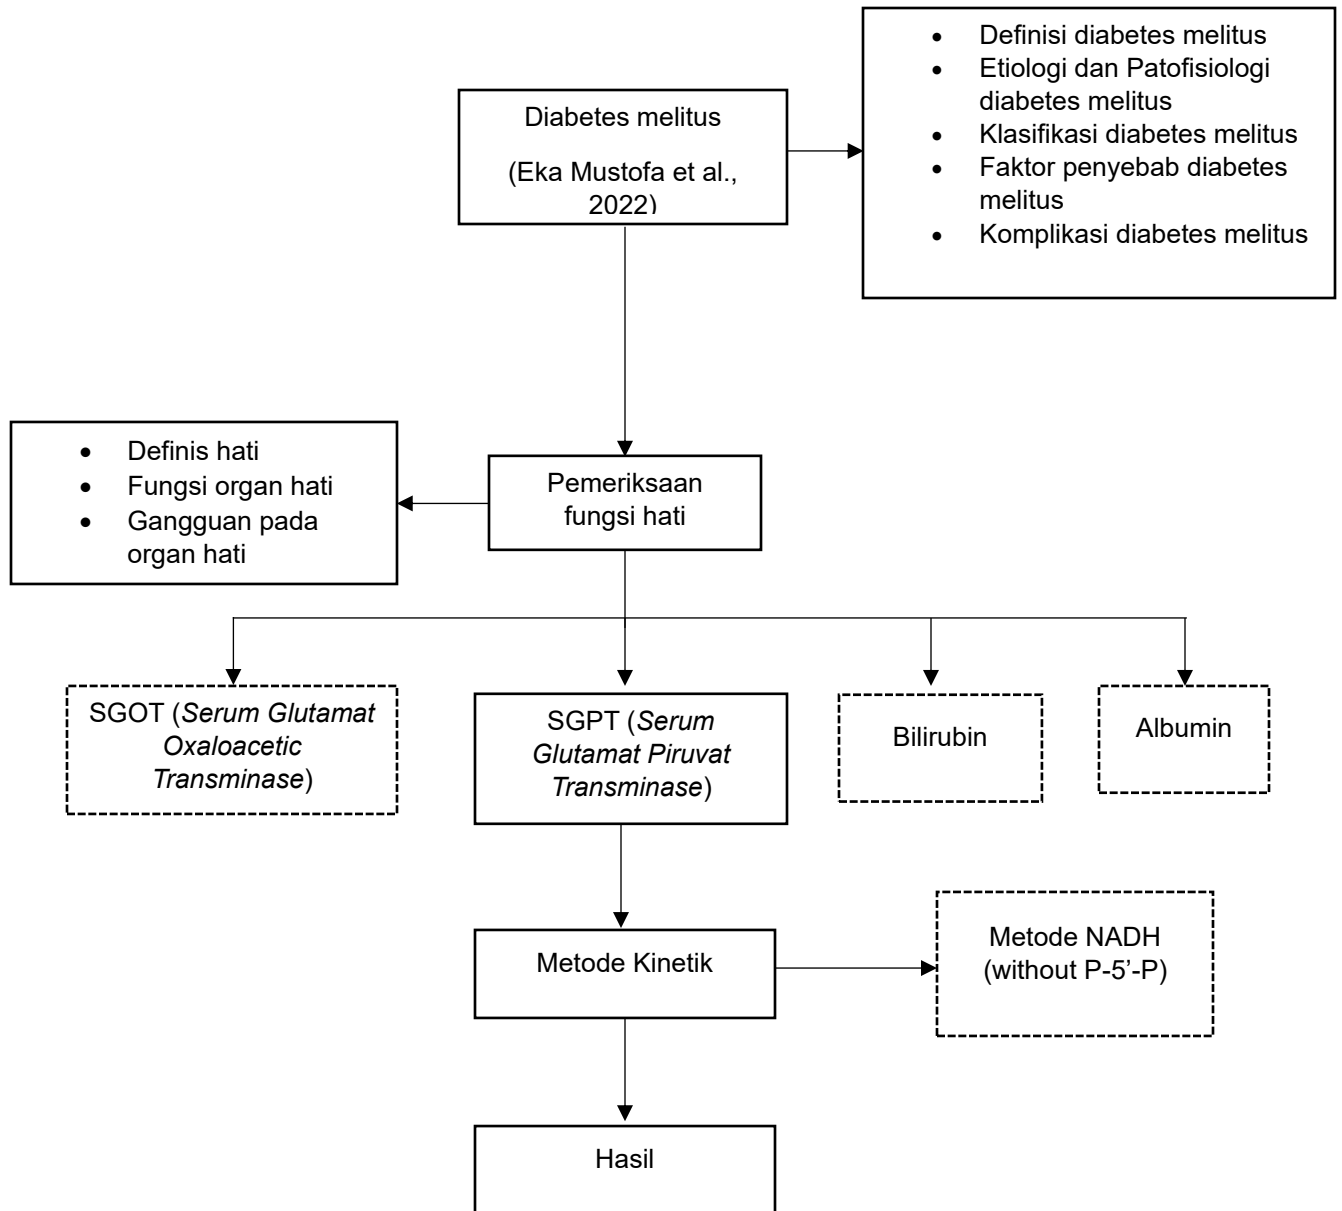 • Definisi diabetes melitus
• Etiologi dan Patofisiologi
diabetes melitus
• Klasifikasi diabetes melitus
• Faktor penyebab diabetes
melitus
• Komplikasi diabetes melitus
Diabetes melitus
(Eka Mustofa et al.,
2022)
• Definis hati
• Fungsi organ hati
• Gangguan pada
organ hati
Pemeriksaan
fungsi hati
SGOT (Serum Glutamat
Oxaloacetic
Transminase)
SGPT (Serum
Glutamat Piruvat
Transminase)
Bilirubin
Albumin
Metode Kinetik
Metode NADH
(without P-5’-P)
Hasil